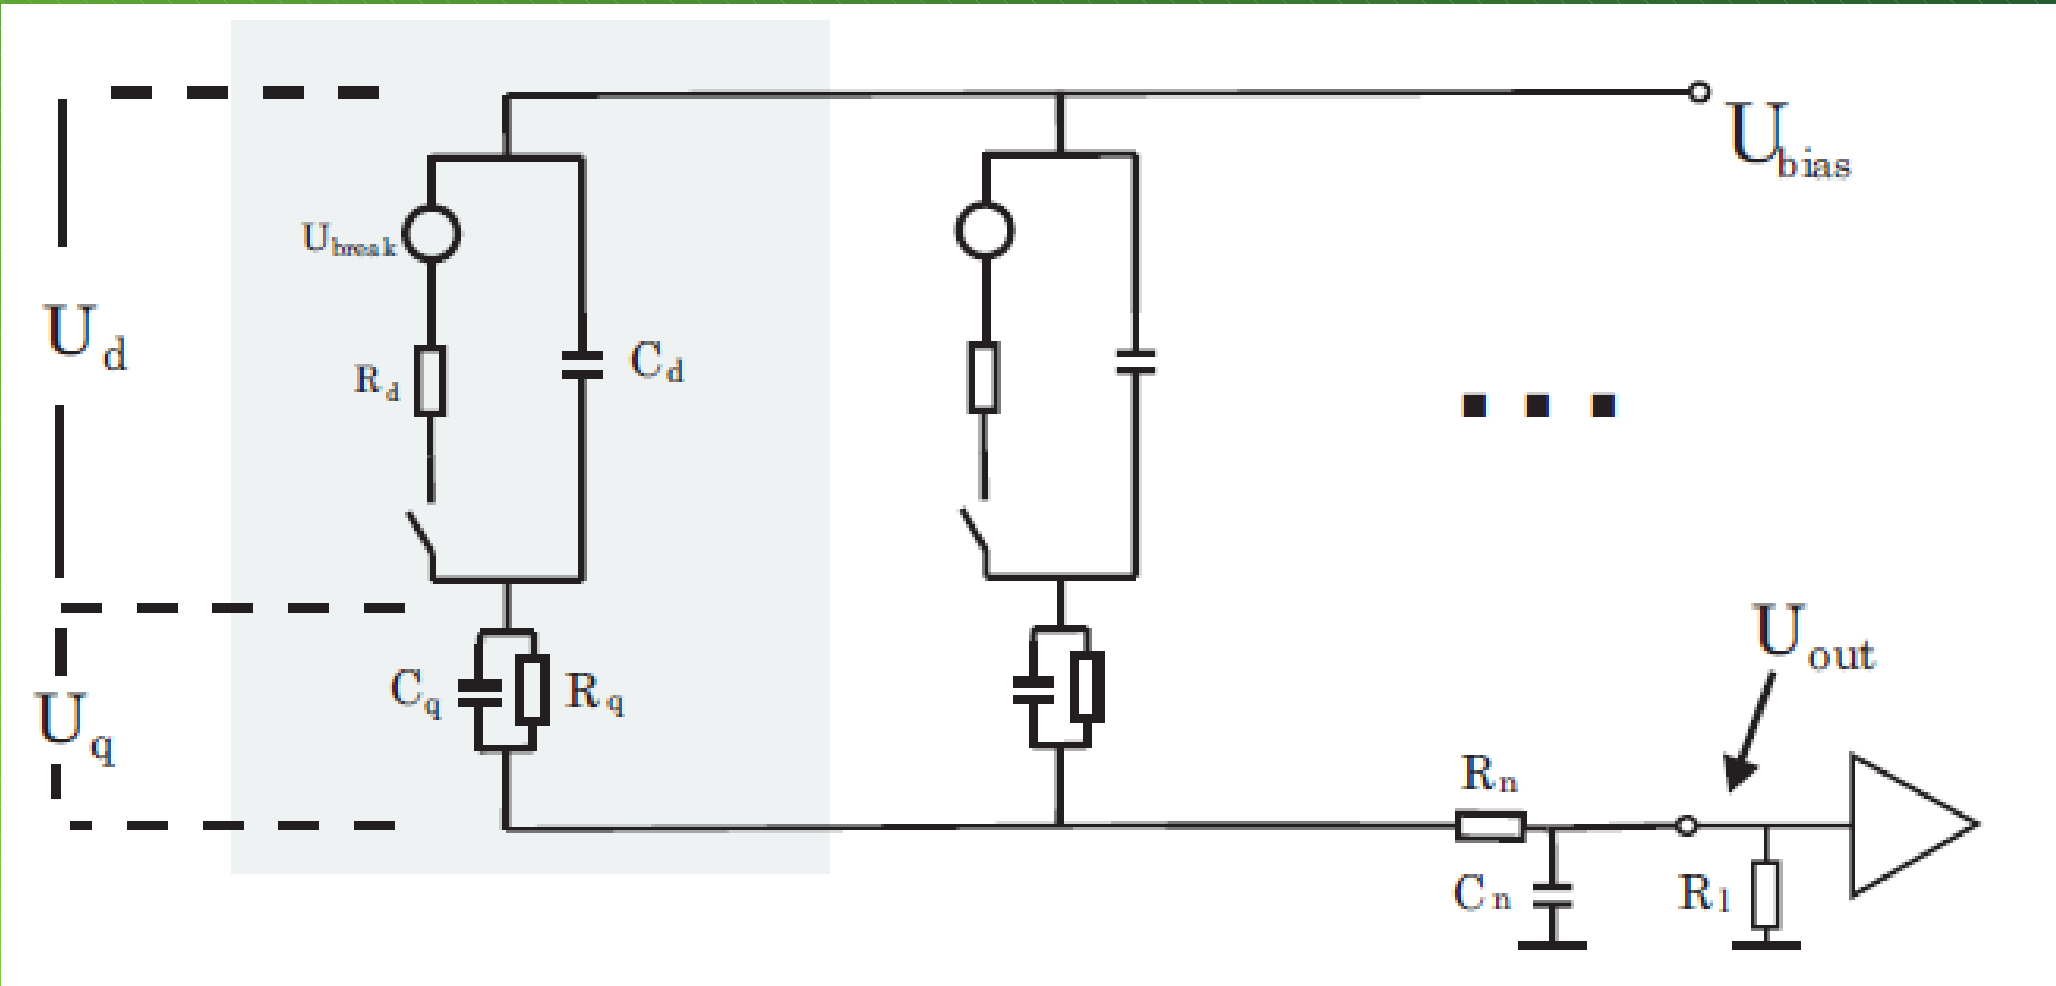 U_bias
U_break
U_d
R_d
C_d
U_out
C_q
R_q
U_q
R_n
C_n
R_l